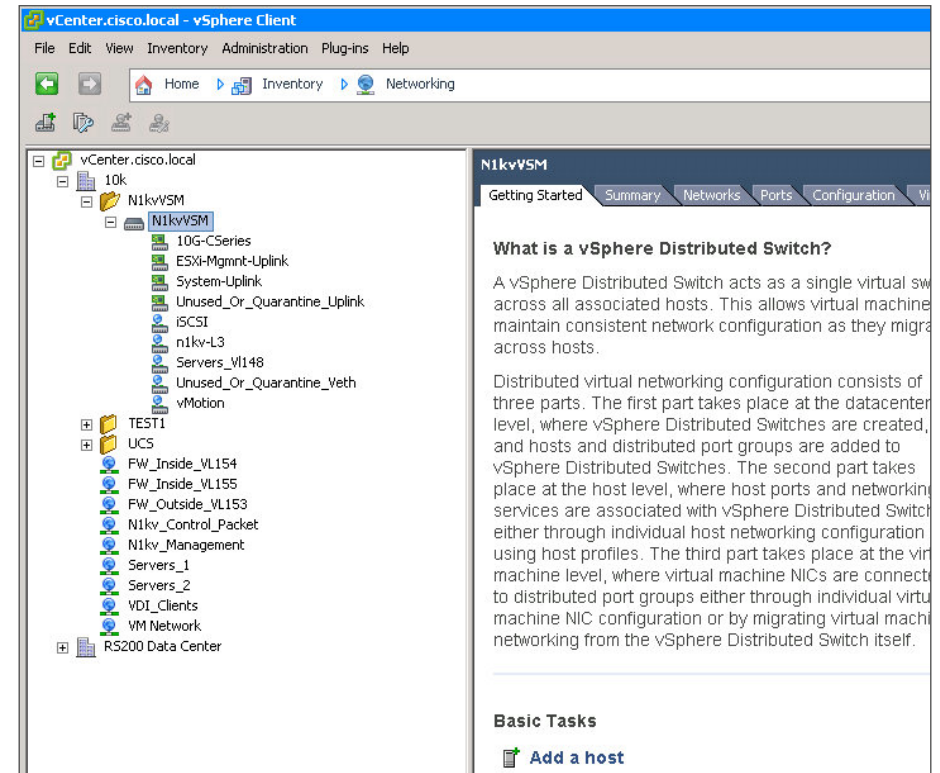 vCenter.cisco.local - vSphere Client
File Edit View Inventory Administration Plug-ins Help
Home Inventory Networking
vCenter.cisco.local
10k
N1kvVSM
N1kvVSM
10G-CSeries
ESXi-Mgmnt-Uplink
System-Uplink
Unused_Or_Quarantine_Uplink
iSCSI
n1kv-L3
Servers_Vl148
Unused_Or_Quarantine_Veth
vMotion
TEST1
UCS
FW_Inside_VL154
FW_Inside_VL155
FW_Outside_VL153
N1kv_Control_Packet
N1kv_Management
Servers_1
Servers_2
VDI_Clients
VM Network
RS200 Data Center
N1kvVSM
Getting Started Summary Networks Ports Configuration Vi
What is a vSphere Distributed Switch?
A vSphere Distributed Switch acts as a single virtual sw
across all associated hosts. This allows virtual machine
maintain consistent network configuration as they migra
across hosts.
Distributed virtual networking configuration consists of
three parts. The first part takes place at the datacenter
level, where vSphere Distributed Switches are created,
and hosts and distributed port groups are added to
vSphere Distributed Switches. The second part takes
place at the host level, where host ports and networking
services are associated with vSphere Distributed Switch
either through individual host networking configuration
using host profiles. The third part takes place at the virt
machine level, where virtual machine NICs are connecte
to distributed port groups either through individual virtu
machine NIC configuration or by migrating virtual machi
networking from the vSphere Distributed Switch itself.
Basic Tasks
Add a host